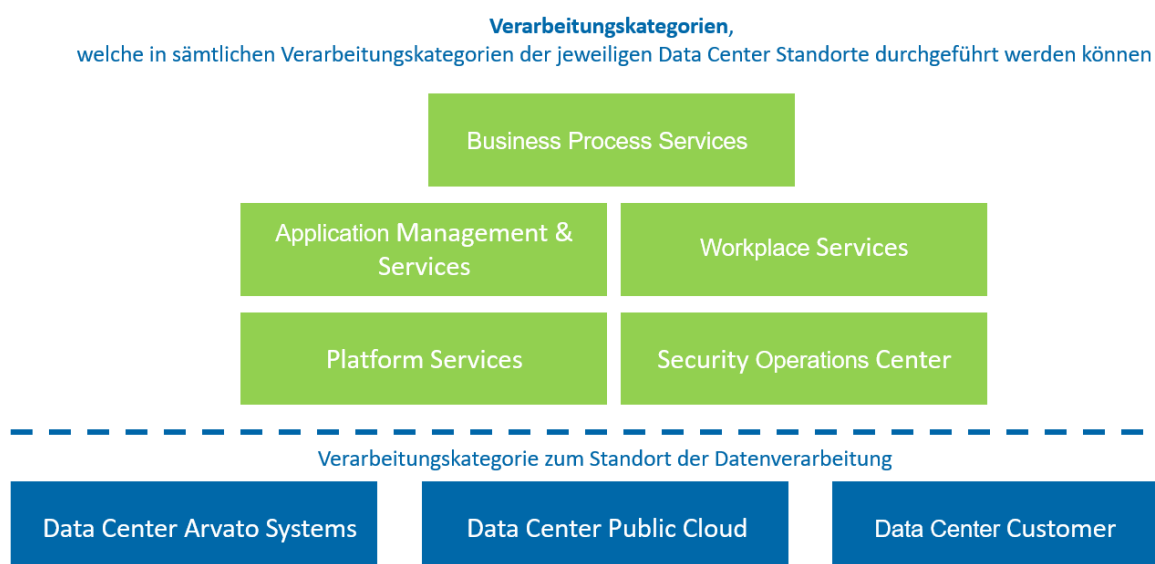 Verarbeitungskategorien,
welche in sämtlichen Verarbeitungskategorien der jeweiligen Data Center Standorte durchgeführt werden können
Business Process Services
Application Management &
Services
Workplace Services
Platform Services
Security Operations Center
Verarbeitungskategorie zum Standort der Datenverarbeitung
Data Center Arvato Systems
Data Center Public Cloud
Data Center Customer